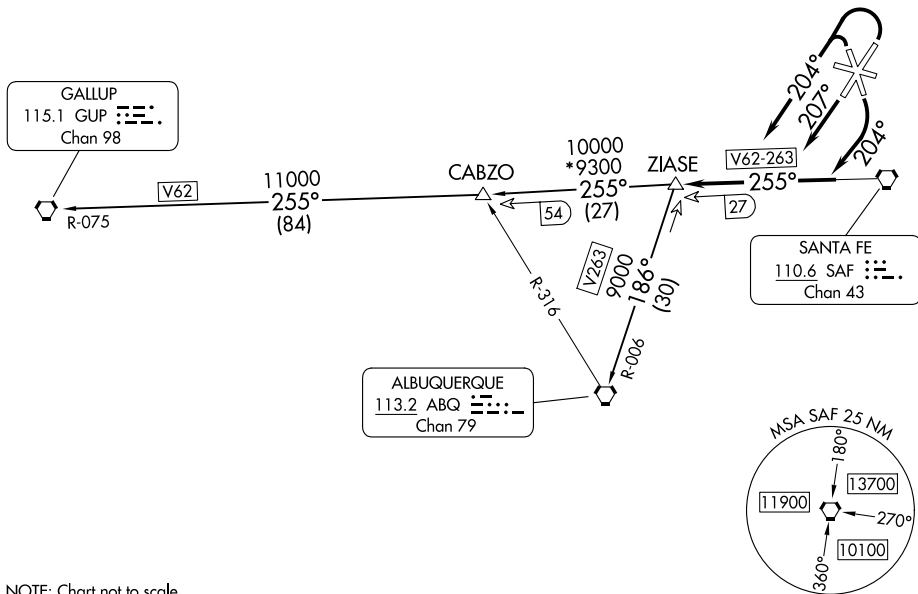 204°
207°
204°
GALLUP
115.1 GUP
Chan 98
R-075
V62
11000
255°
(84)
CABZO
10000
*9300
255°
(27)
54
ZIASE
V62-263
255°
27
SANTA FE
110.6 SAF
Chan 43
V263
9000
186°
(30)
R-316
R-006
ALBUQUERQUE
113.2 ABQ
Chan 79
MSA SAF 25 NM
180°
13700
11900
270°
10100
360°
NOTE: Chart not to scale